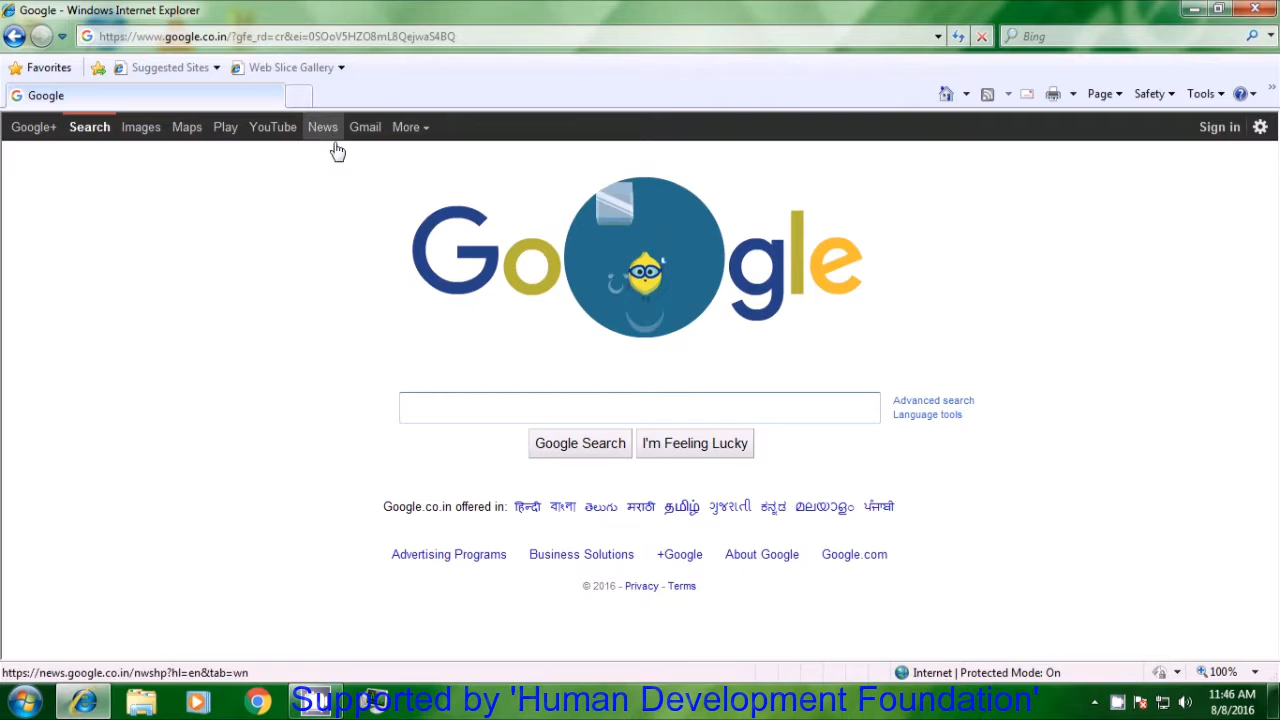 Google - Windows Internet Explorer
https://www.google.co.in/?gfe_rd=cr&ei=0SOoV5HZO8mL8QejwaS4BQ
Bing
Favorites Suggested Sites Web Slice Gallery
Google
Page Safety Tools
Google+ Search Images Maps Play YouTube News Gmail More Sign in
Google
Advanced search
Language tools
Google Search I'm Feeling Lucky
Google.co.in offered in: हिन्दी বাংলা తెలుగు मराठी தமிழ் ગુજરાતી ಕನ್ನಡ മലയാളം ਪੰਜਾਬੀ
Advertising Programs Business Solutions +Google About Google Google.com
© 2016 - Privacy - Terms
https://news.google.co.in/nwshp?hl=en&tab=wn
Internet | Protected Mode: On
100%
Supported by 'Human Development Foundation'
11:46 AM
8/8/2016